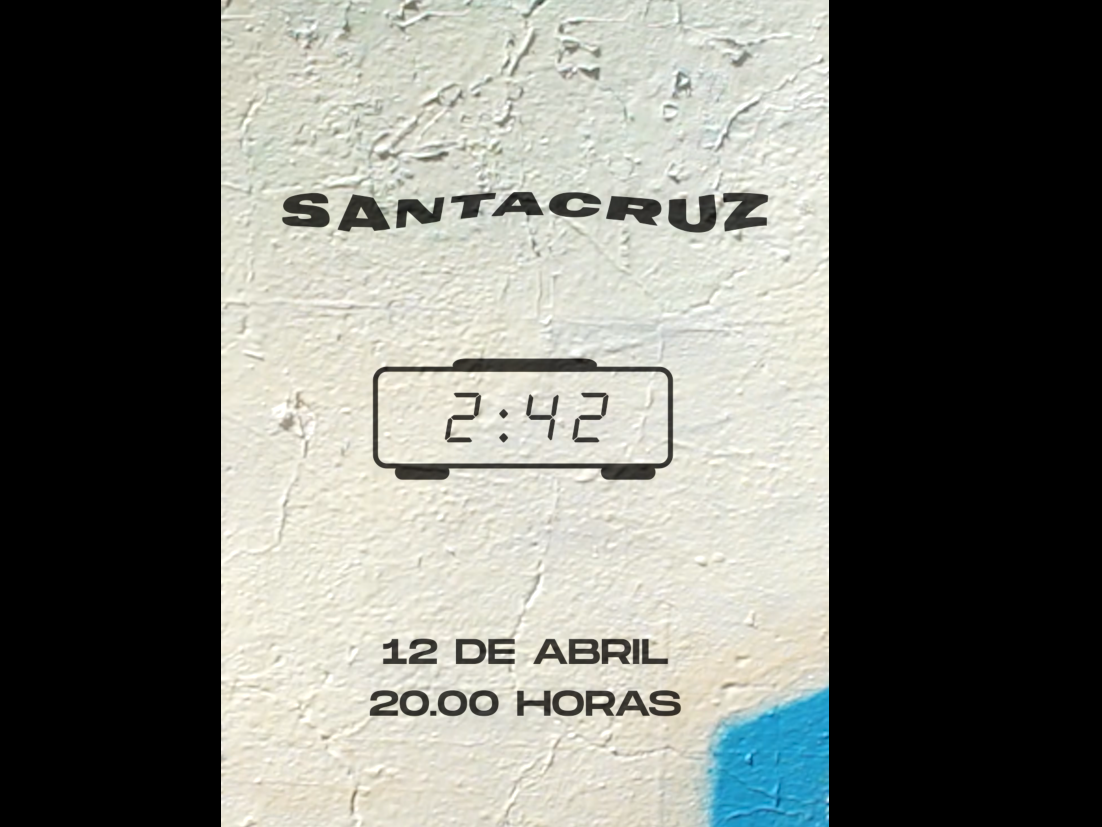 SANTACRUZ
2:42
12 DE ABRIL
20.00 HORAS